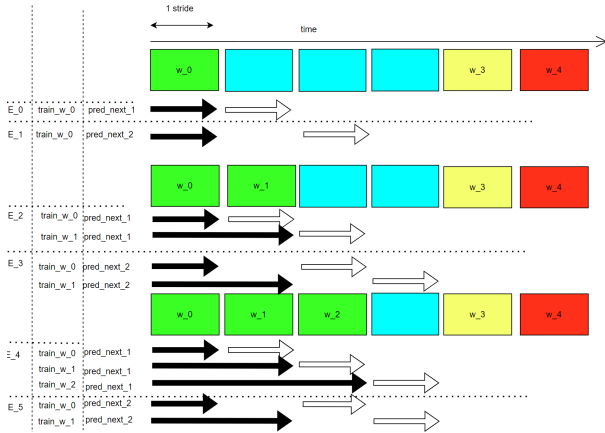 1 stride
time
w_0 w_3 w_4
E_0 train_w_0 pred_next_1
E_1 train_w_0 pred_next_2
w_0 w_1 w_3 w_4
E_2 train_w_0 pred_next_1
train_w_1 pred_next_1
E_3 train_w_0 pred_next_2
train_w_1 pred_next_2
w_0 w_1 w_2 w_3 w_4
E_4 train_w_0 pred_next_1
train_w_1 pred_next_1
train_w_2 pred_next_1
E_5 train_w_0 pred_next_2
train_w_1 pred_next_2